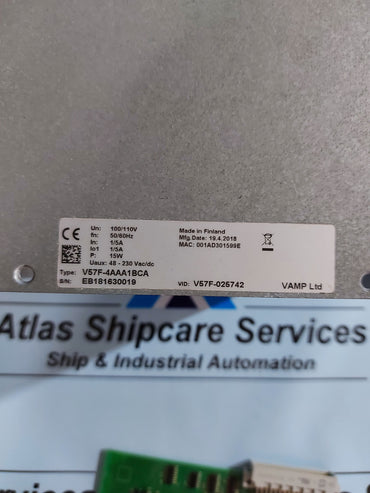 Un: 100/110V
fn: 50/60Hz
In: 1/5A
Io1 1/5A
P: 15W
Uaux: 48 - 230 Vac/dc
Made in Finland
Mfg.Date: 19.4.2018
MAC: 001AD301599E
Type: V57F-4AAA1BCA
S/N: EB181630019
VID: V57F-025742
VAMP Ltd
Atlas Shipcare Services
Ship & Industrial Automation